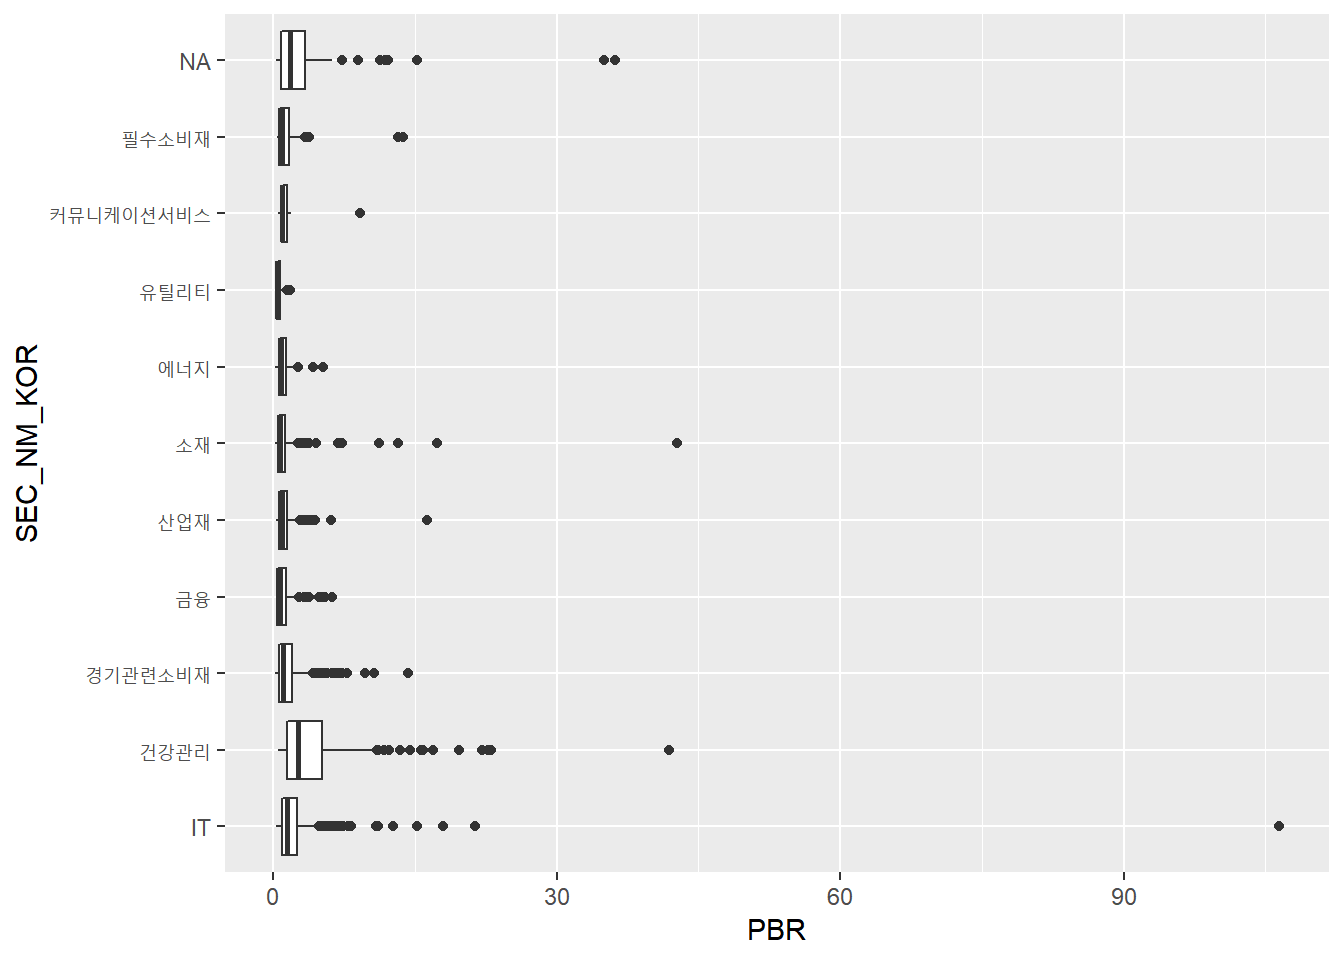 SEC_NM_KOR
NA
필수소비재
커뮤니케이션서비스
유틸리티
에너지
소재
산업재
금융
경기관련소비재
건강관리
IT
0 30 60 90
PBR